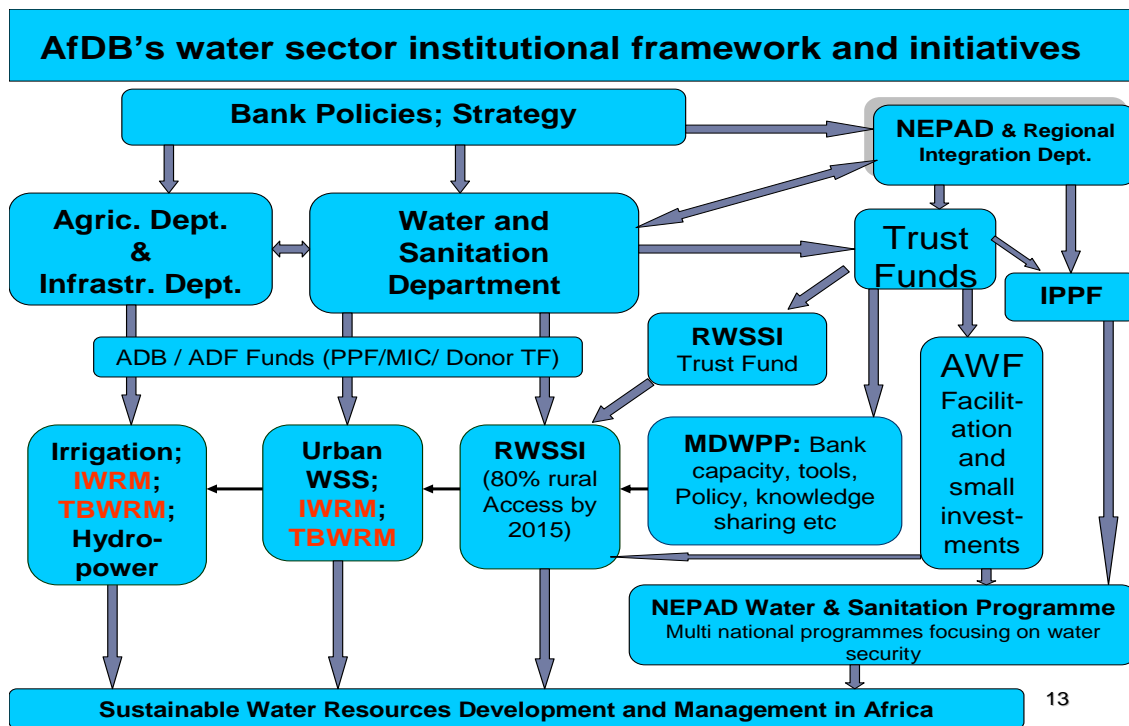 AfDB's water sector institutional framework and initiatives
Bank Policies; Strategy
NEPAD & Regional
Integration Dept.
Agric. Dept.
&
Infrastr. Dept.
Water and
Sanitation
Department
Trust
Funds
IPPF
ADB / ADF Funds (PPF/MIC/ Donor TF)
RWSSI
Trust Fund
AWF
Facilit-
ation
and
small
invest-
ments
Irrigation;
IWRM;
TBWRM;
Hydro-
power
Urban
WSS;
IWRM;
TBWRM
RWSSI
(80% rural
Access by
2015)
MDWPP: Bank
capacity, tools,
Policy, knowledge
sharing etc
NEPAD Water & Sanitation Programme
Multi national programmes focusing on water
security
Sustainable Water Resources Development and Management in Africa
13